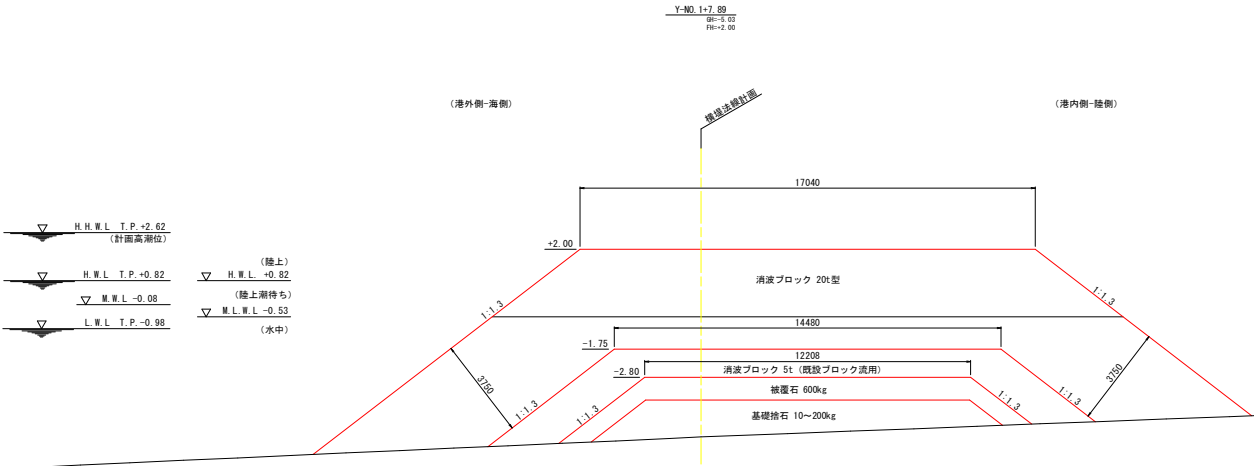 Y-NO.1+7.89
GH=-5.03
FH=+2.00
(港外側-海側)
横堤法線計画
(港内側-陸側)
17040
H.H.W.L T.P.+2.62
(計画高潮位)
+2.00
(陸上)
H.W.L T.P.+0.82
H.W.L. +0.82
消波ブロック 20t型
(陸上潮待ち)
M.W.L -0.08
M.L.W.L -0.53
1:1.3
1:1.3
L.W.L T.P.-0.98
(水中)
14480
-1.75
12208
消波ブロック 5t (既設ブロック流用)
-2.80
3750
3750
被覆石 600kg
1:1.3
1:1.3
1:1.3
1:1.3
基礎捨石 10~200kg